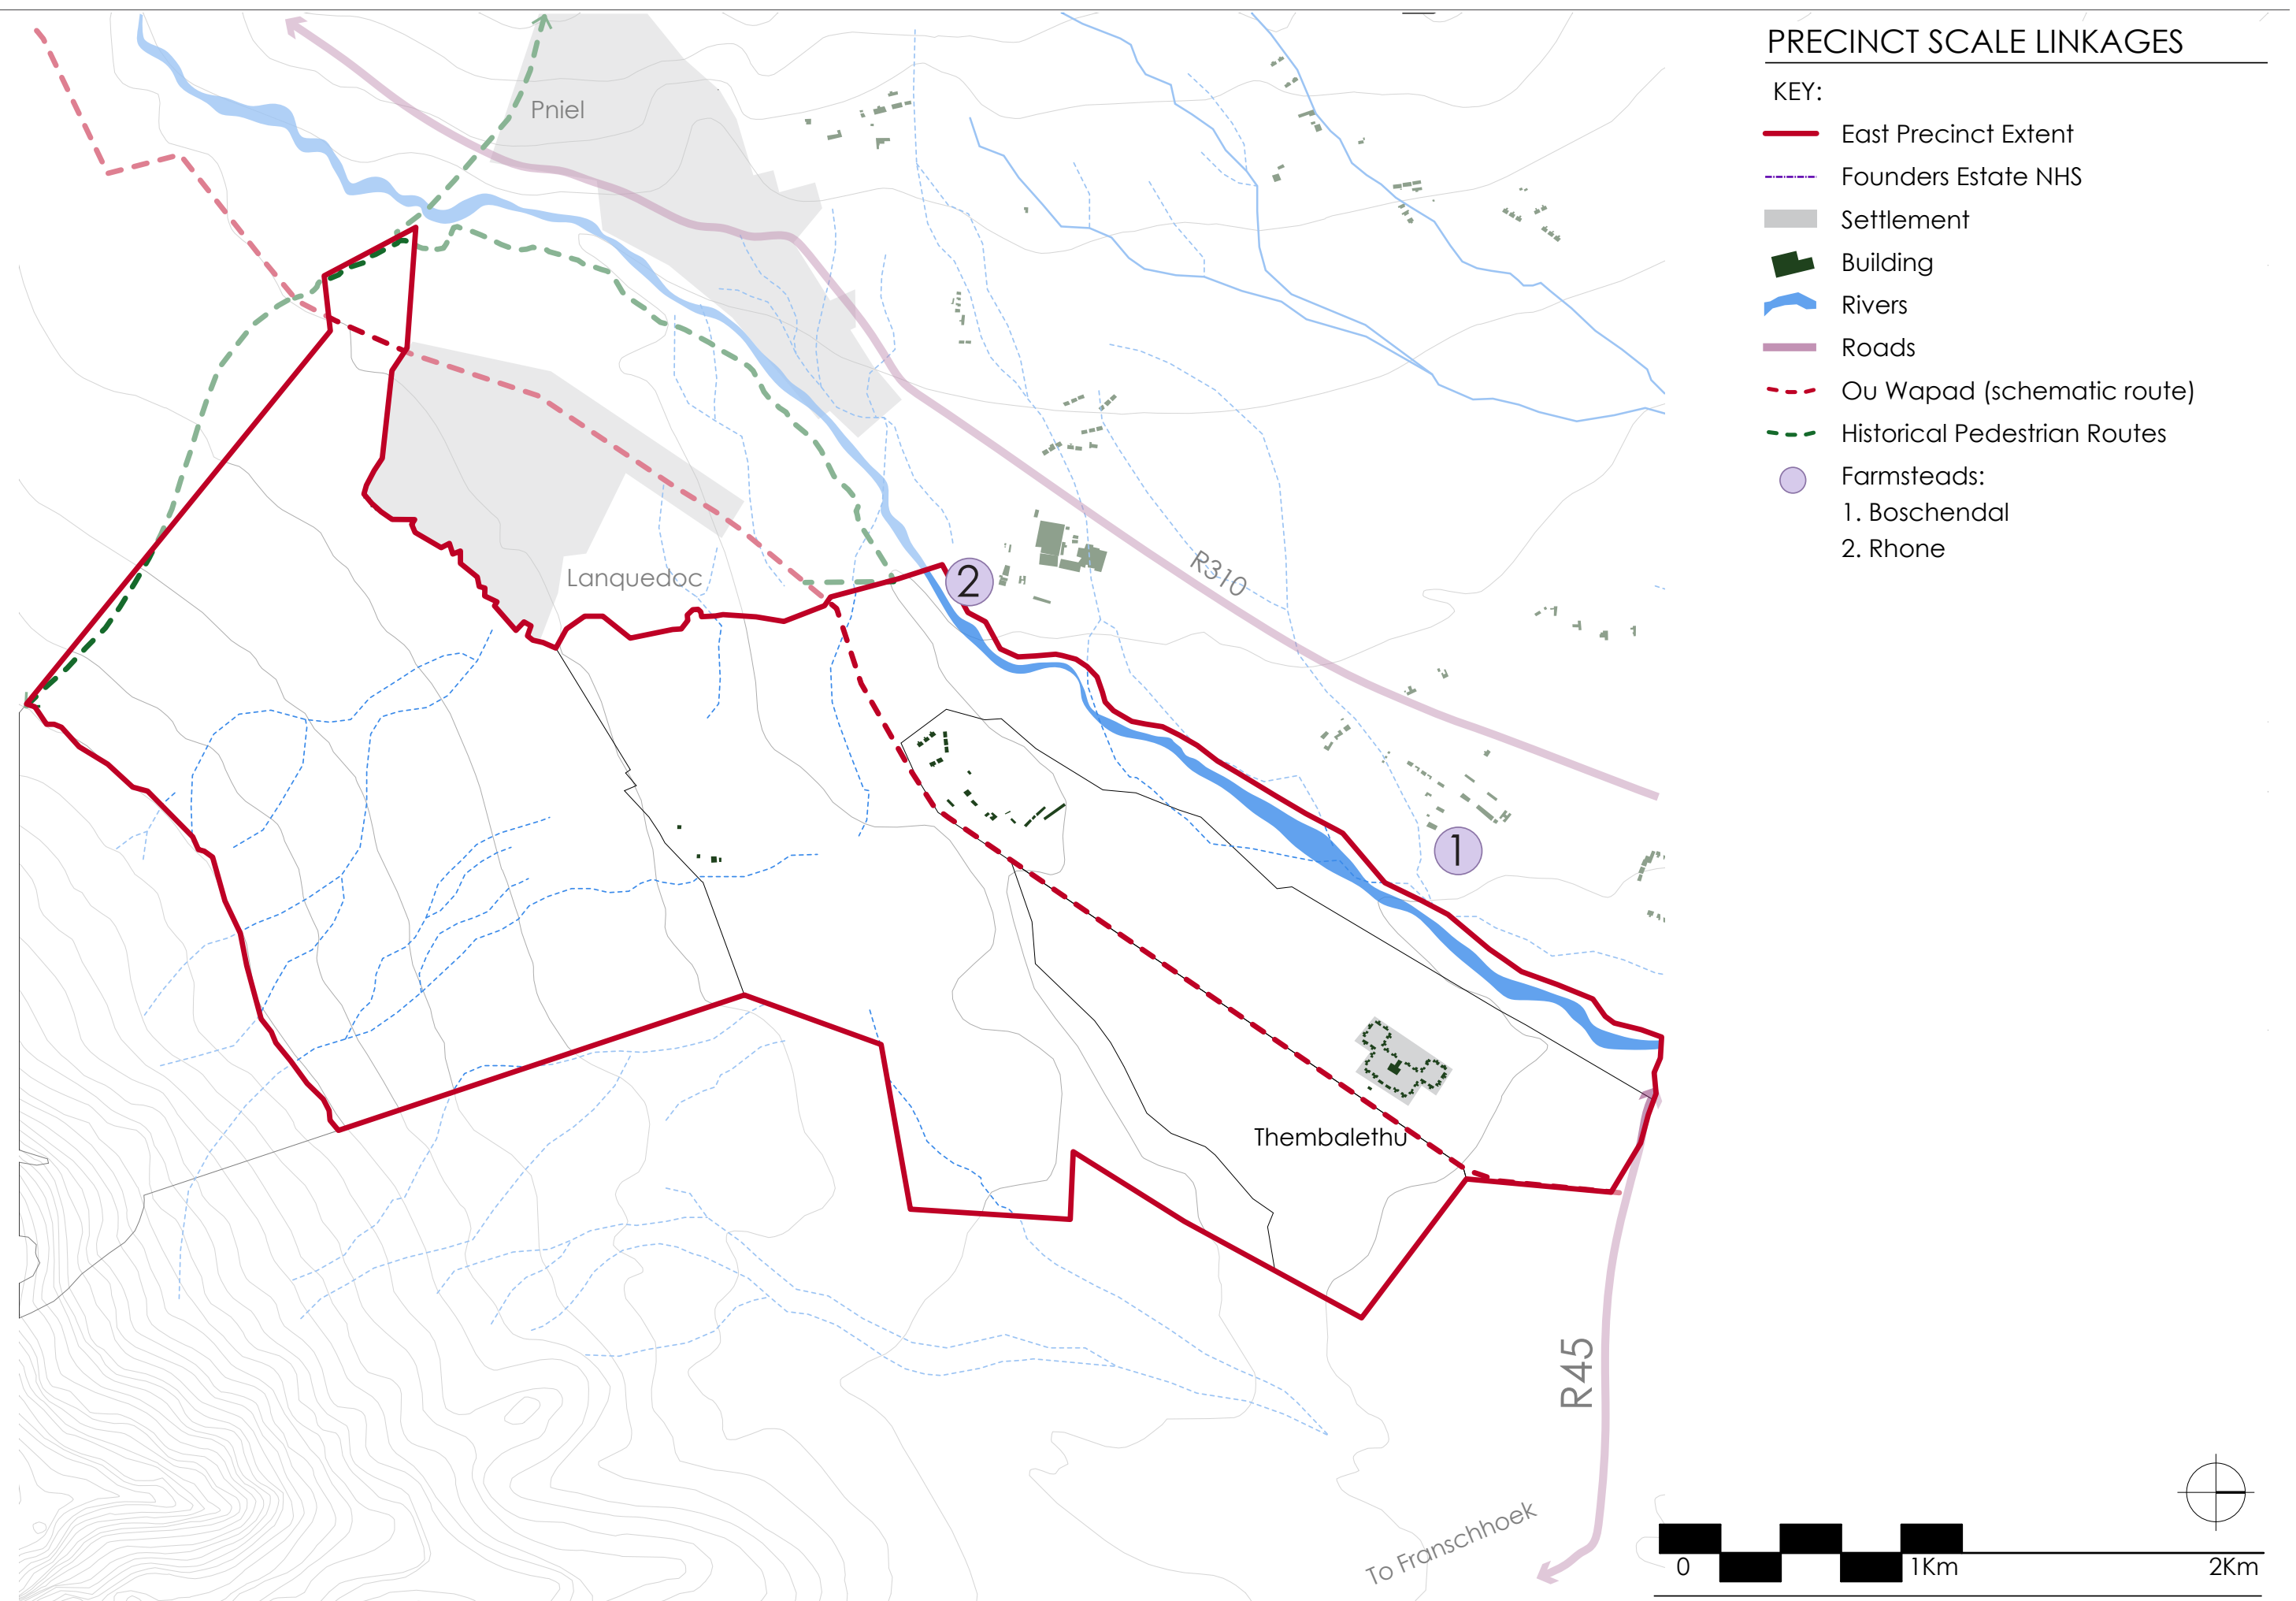 PRECINCT SCALE LINKAGES
KEY:
East Precinct Extent
Founders Estate NHS
Settlement
Building
Rivers
Roads
Ou Wapad (schematic route)
Historical Pedestrian Routes
Farmsteads:
1. Boschendal
2. Rhone
Pniel
Lanquedoc
2
R310
1
Thembalethu
R45
To Franschhoek
0
1Km
2Km